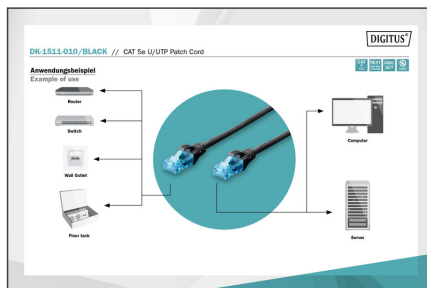 DIGITUS®
DK-1511-010/BLACK // CAT 5e U/UTP Patch Cord
Anwendungsbeispiel
Example of use
Router
Switch
Wall Outlet
Floor tank
Computer
Server